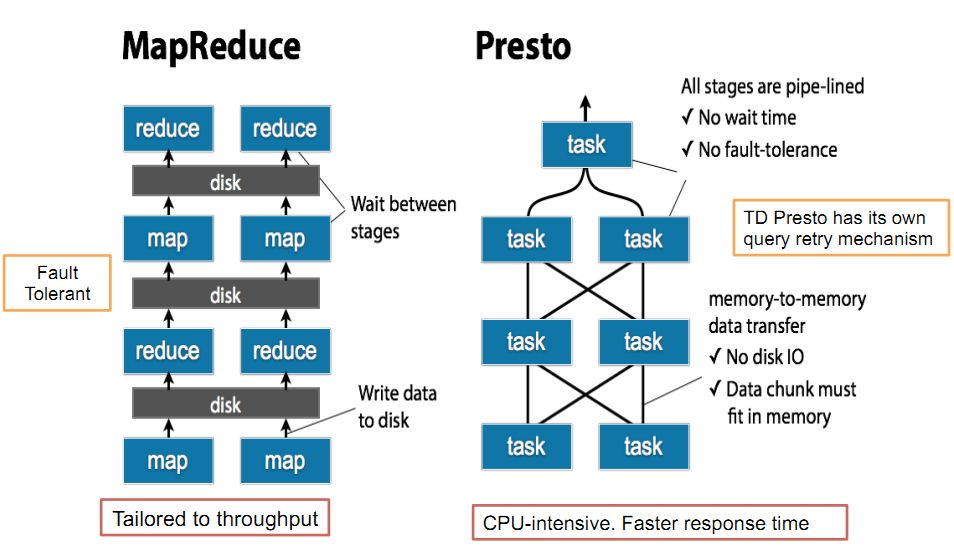 MapReduce
reduce
reduce
disk
Wait between
stages
map
map
Fault
Tolerant
disk
reduce
reduce
Write data
to disk
disk
map
map
Tailored to throughput
Presto
All stages are pipe-lined
✓ No wait time
✓ No fault-tolerance
task
TD Presto has its own
query retry mechanism
task
task
memory-to-memory
data transfer
✓ No disk IO
✓ Data chunk must
fit in memory
task
task
task
task
CPU-intensive. Faster response time